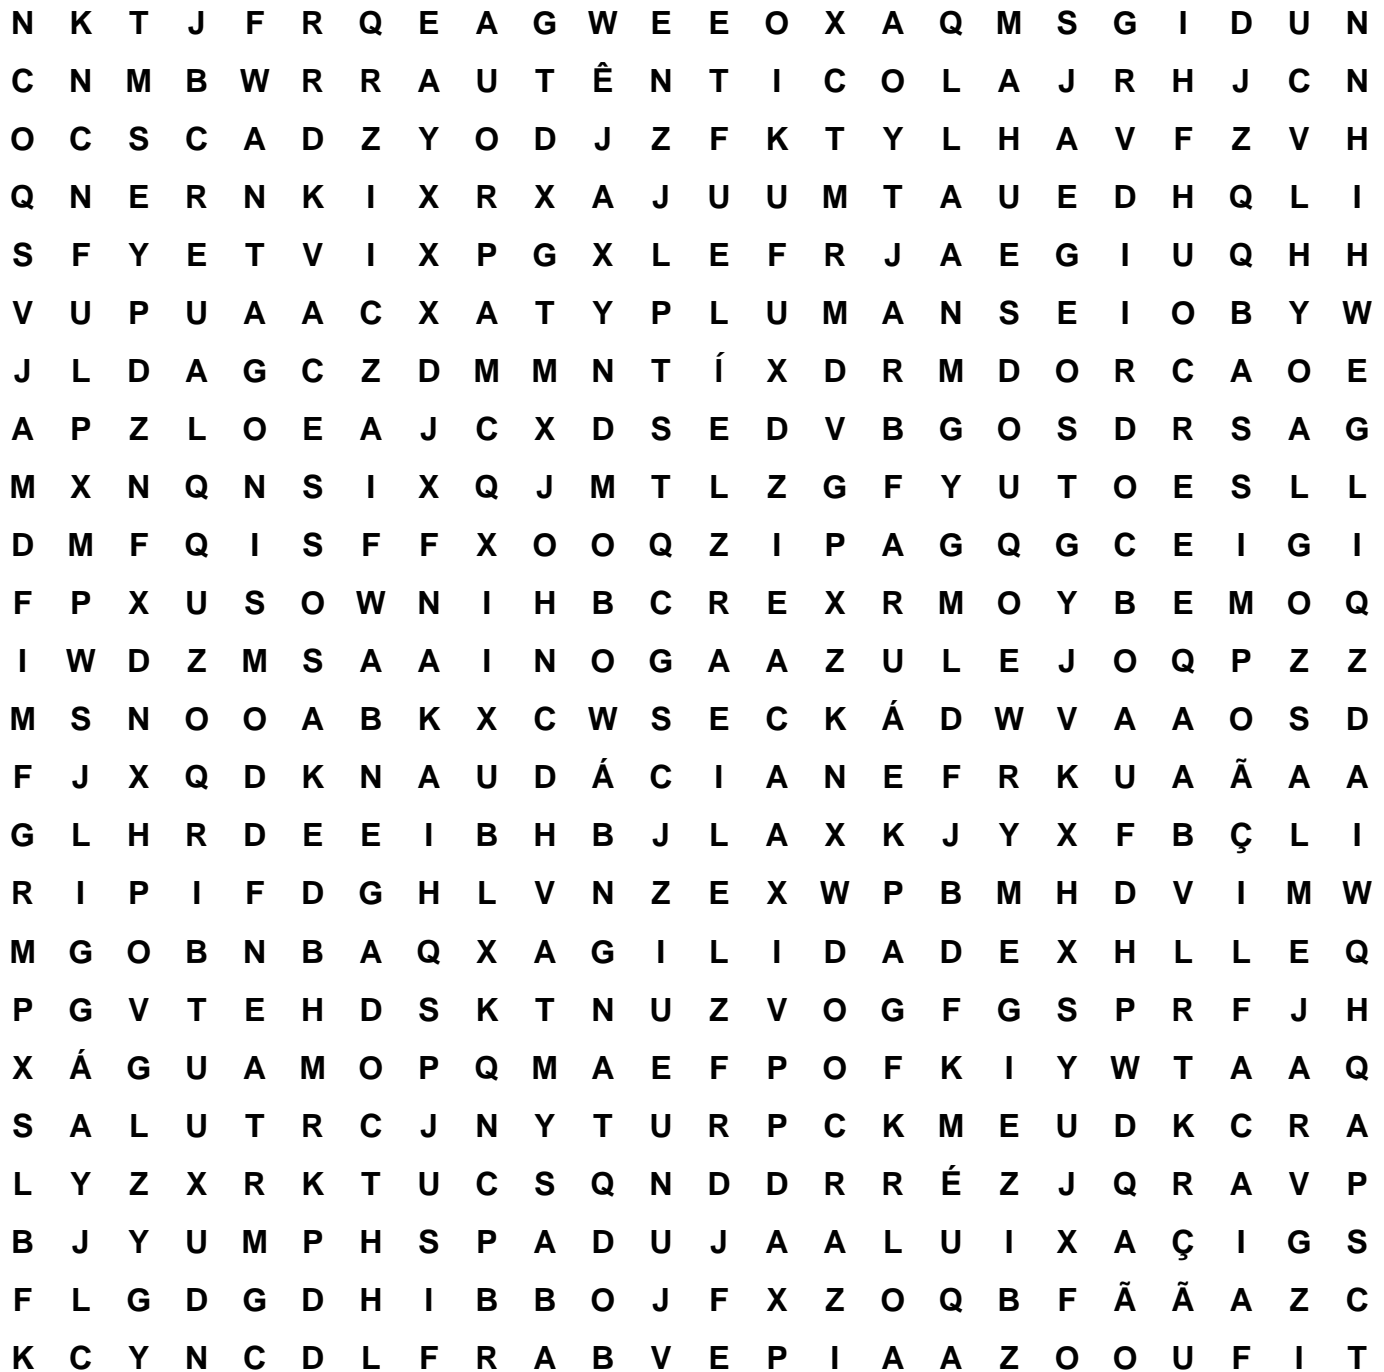 N K T J F R Q E A G W E E O X A Q M S G I D U N
C N M B W R R A U T Ê N T I C O L A J R H J C N
O C S C A D Z Y O D J Z F K T Y L H A V F Z V H
Q N E R N K I X R X A J U U M T A U E D H Q L I
S F Y E T V I X P G X L E F R J A E G I U Q H H
V U P U A A C X A T Y P L U M A N S E I O B Y W
J L D A G C Z D M M N T Í X D R M D O R C A O E
A P Z L O E A J C X D S E D V B G O S D R S A G
M X N Q N S I X Q J M T L Z G F Y U T O E S L L
D M F Q I S F F X O O Q Z I P A G Q G C E I G I
F P X U S O W N I H B C R E X R M O Y B E M O Q
I W D Z M S A A I N O G A A Z U L E J O Q P Z Z
M S N O O A B K X C W S E C K Á D W V A A O S D
F J X Q D K N A U D Á C I A N E F R K U A Ã A A
G L H R D E E I B H B J L A X K J Y X F B Ç L I
R I P I F D G H L V N Z E X W P B M H D V I M W
M G O B N B A Q X A G I L I D A D E X H L L E Q
P G V T E H D S K T N U Z V O G F G S P R F J H
X Á G U A M O P Q M A E F P O F K I Y W T A A Q
S A L U T R C J N Y T U R P C K M E U D K C R A
L Y Z X R K T U C S Q N D D R R É Z J Q R A V P
B J Y U M P H S P A D U J A A L U I X A Ç I G S
F L G D G D H I B B O J F X Z O Q B F Ã Ã A Z C
K C Y N C D L F R A B V E P I A A Z O O U F I T